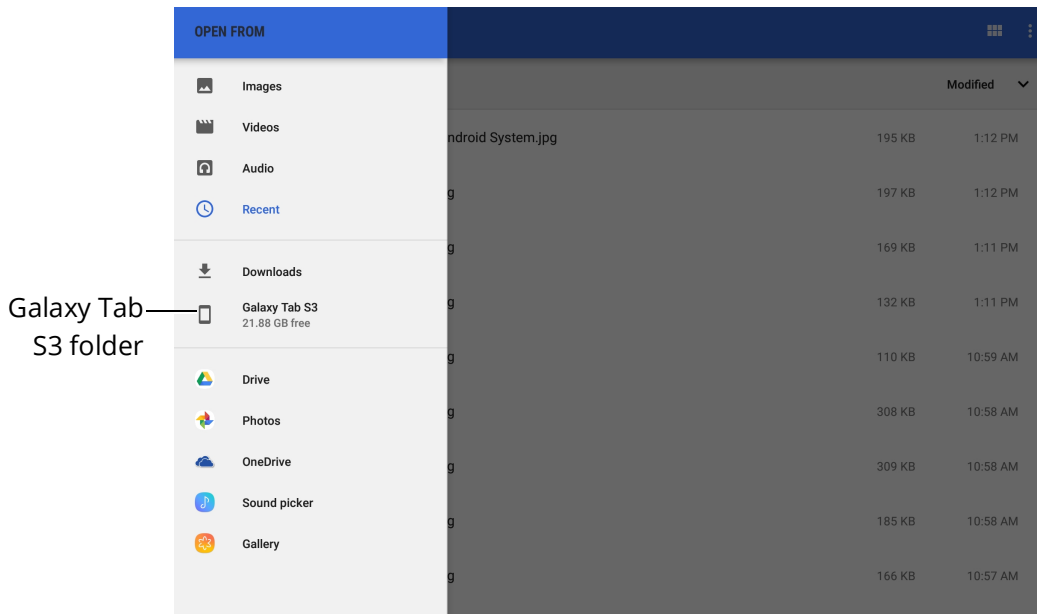 OPEN FROM
Images
Modified
Videos
ndroid System.jpg 195 KB 1:12 PM
Audio
g 197 KB 1:12 PM
Recent
g 169 KB 1:11 PM
Downloads
Galaxy Tab
S3 folder
Galaxy Tab S3
21.88 GB free
g 132 KB 1:11 PM
g 110 KB 10:59 AM
Drive
Photos
g 308 KB 10:58 AM
OneDrive
g 309 KB 10:58 AM
Sound picker
g 185 KB 10:58 AM
Gallery
g 166 KB 10:57 AM